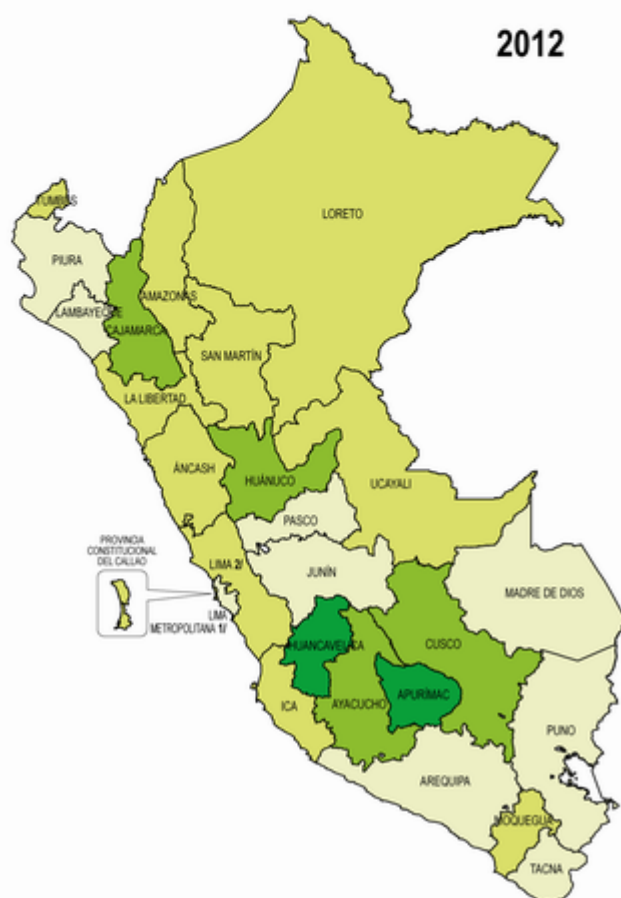 2012
LORETO
TUMBES
PIURA
AMAZONAS
LAMBAYEQUE
CAJAMARCA
SAN MARTÍN
LA LIBERTAD
ÁNCASH
HUÁNUCO
UCAYALI
PASCO
PROVINCIA
CONSTITUCIONAL
DEL CALLAO
LIMA 2/
JUNÍN
MADRE DE DIOS
LIMA
METROPOLITANA 1/
HUANCAVELICA
CUSCO
ICA
AYACUCHO
APURÍMAC
PUNO
AREQUIPA
MOQUEGUA
TACNA